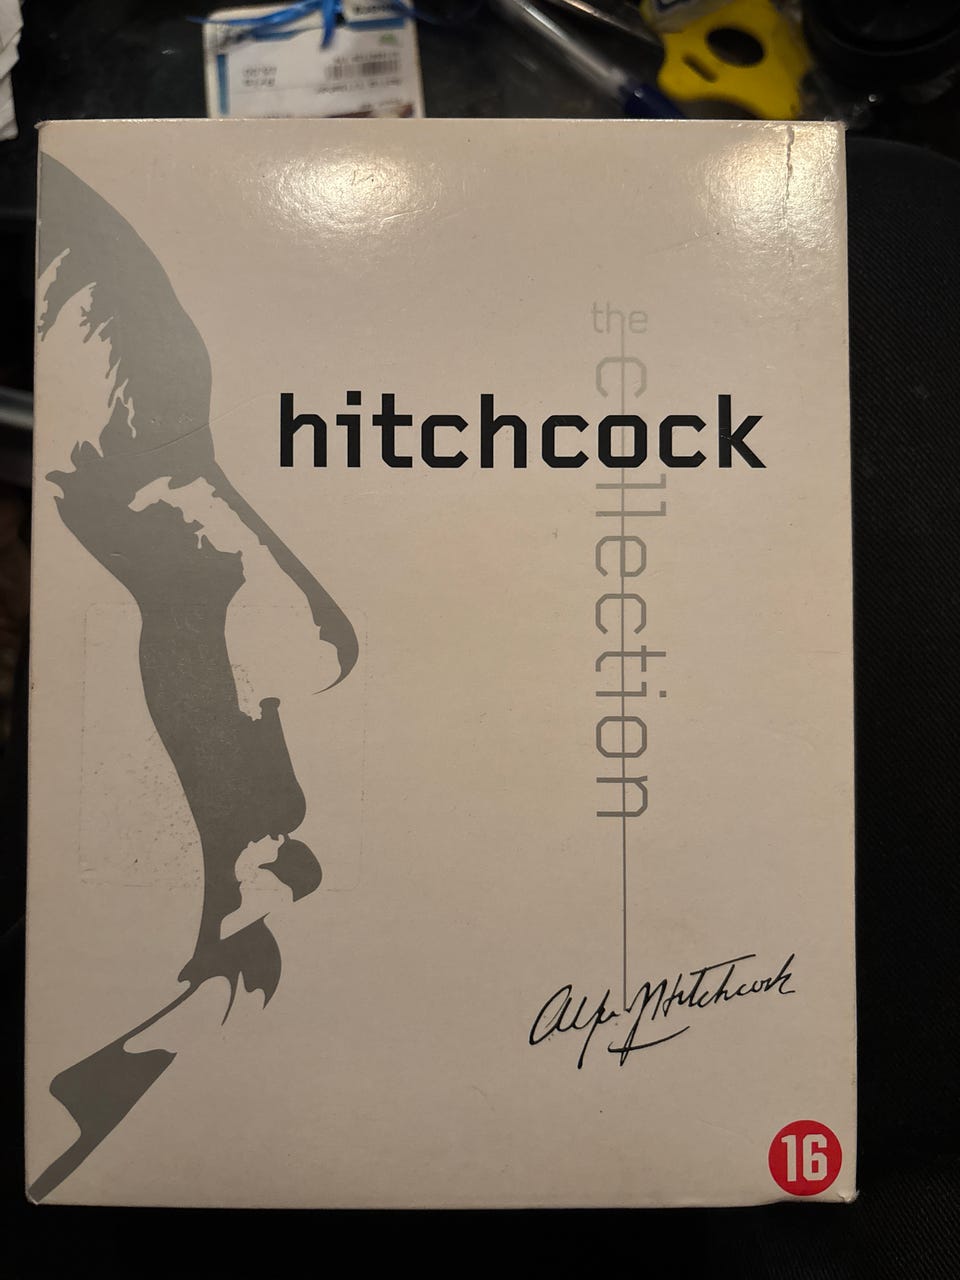 the
hitchcock
collection
Alfred Hitchcock
16